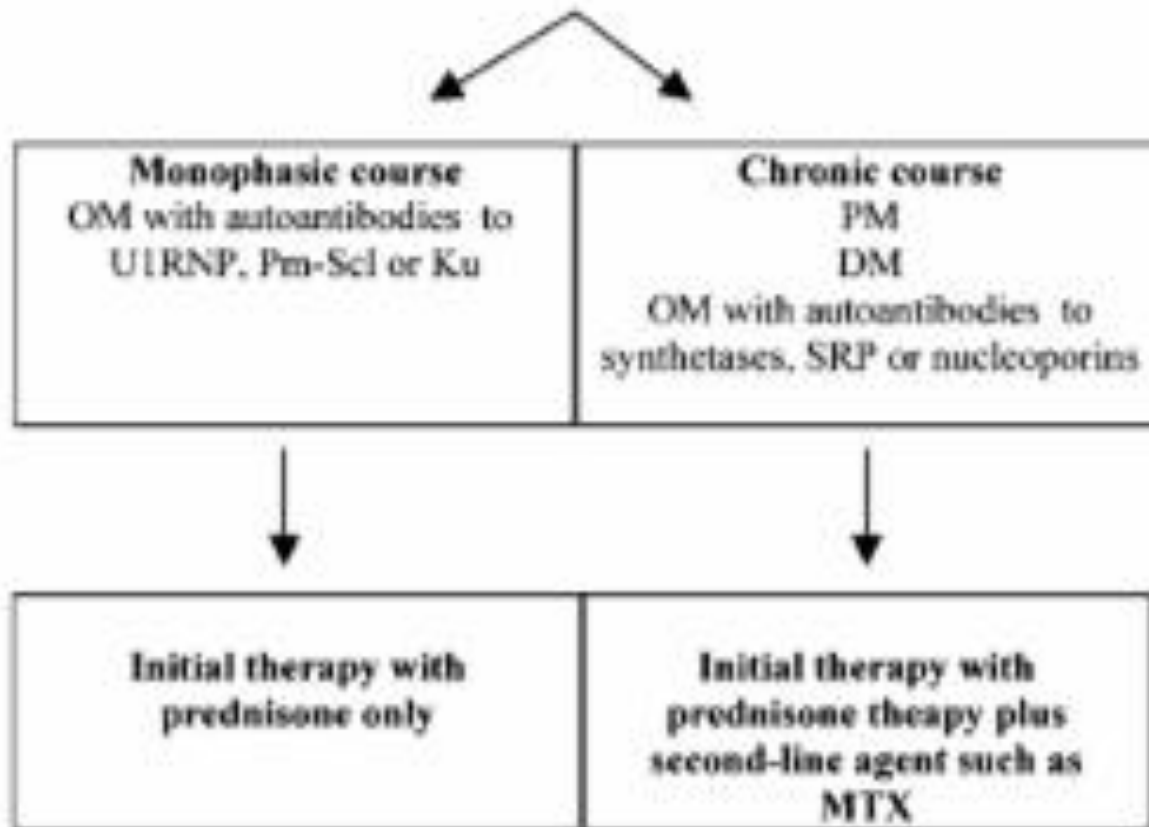 Monophasic course
OM with autoantibodies to
U1RNP, Pm-Scl or Ku
Chronic course
PM
DM
OM with autoantibodies to
synthetases, SRP or nucleoporins
Initial therapy with
prednisone only
Initial therapy with
prednisone theapy plus
second-line agent such as
MTX